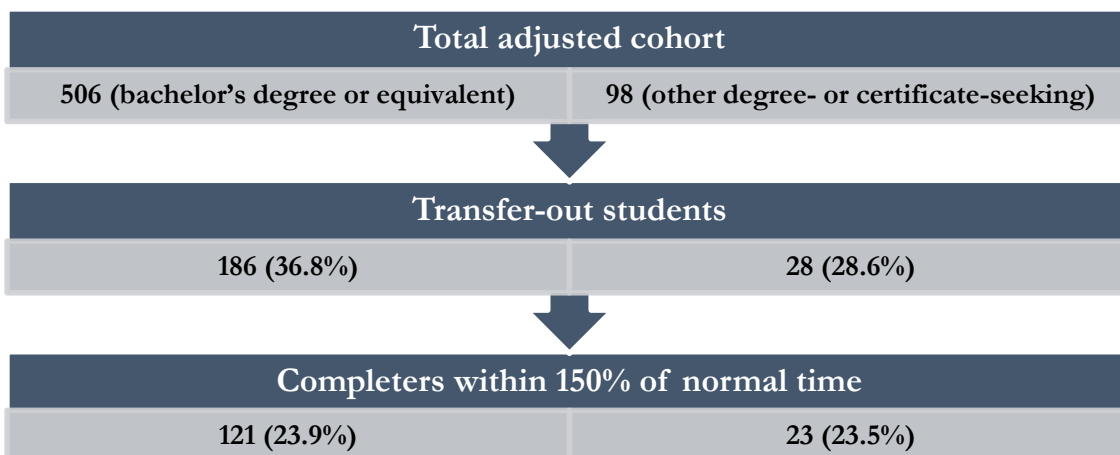 Total adjusted cohort
506 (bachelor’s degree or equivalent)
98 (other degree- or certificate-seeking)
Transfer-out students
186 (36.8%)
28 (28.6%)
Completers within 150% of normal time
121 (23.9%)
23 (23.5%)